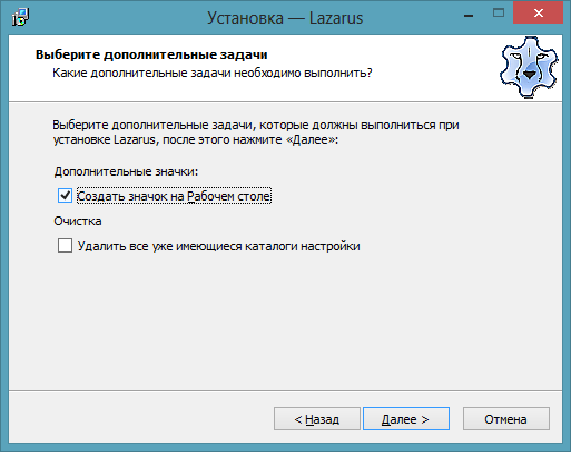 Установка — Lazarus
Выберите дополнительные задачи
Какие дополнительные задачи необходимо выполнить?
Выберите дополнительные задачи, которые должны выполниться при
установке Lazarus, после этого нажмите «Далее»:
Дополнительные значки:
Создать значок на Рабочем столе
Очистка
Удалить все уже имеющиеся каталоги настройки
< Назад
Далее >
Отмена